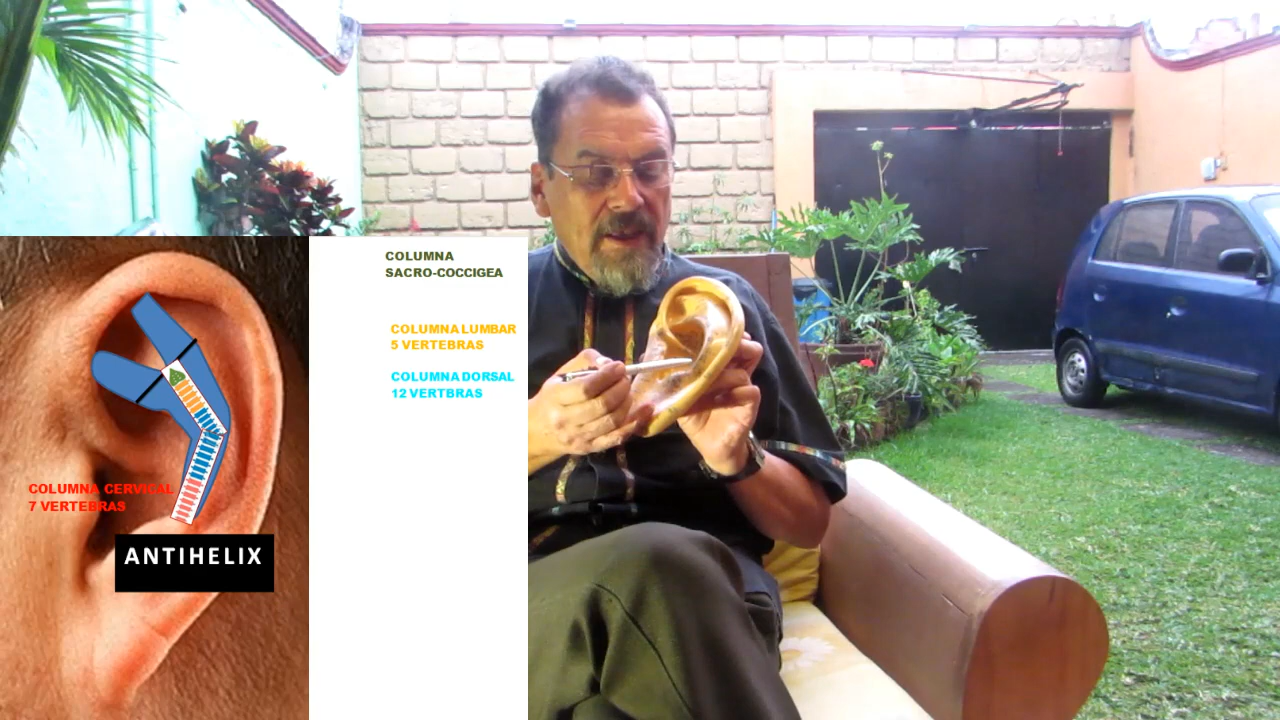 COLUMNA
SACRO-COCCIGEA
COLUMNA LUMBAR
5 VERTEBRAS
COLUMNA DORSAL
12 VERTBRAS
COLUMNA CERVICAL
7 VERTEBRAS
ANTIHELIX